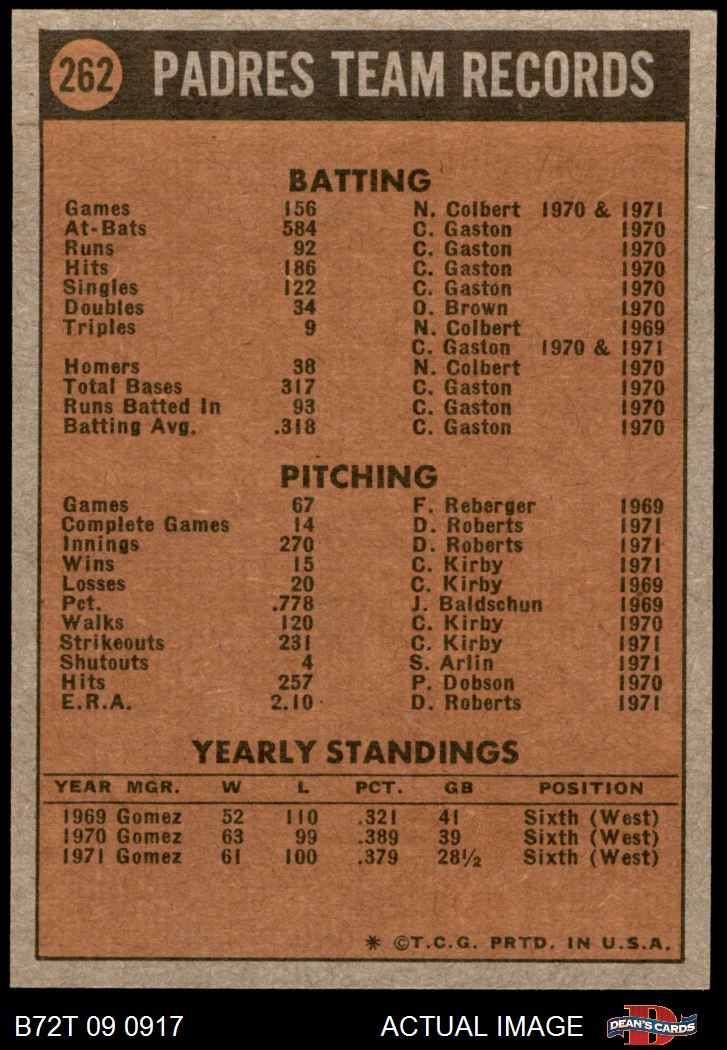 262 PADRES TEAM RECORDS
BATTING
Games 156 N. Colbert 1970 & 1971
At-Bats 584 C. Gaston 1970
Runs 92 C. Gaston 1970
Hits 186 C. Gaston 1970
Singles 122 C. Gaston 1970
Doubles 34 O. Brown 1970
Triples 9 N. Colbert 1969
C. Gaston 1970 & 1971
Homers 38 N. Colbert 1970
Total Bases 317 C. Gaston 1970
Runs Batted In 93 C. Gaston 1970
Batting Avg. .318 C. Gaston 1970
PITCHING
Games 67 F. Reberger 1969
Complete Games 14 D. Roberts 1971
Innings 270 D. Roberts 1971
Wins 15 C. Kirby 1971
Losses 20 C. Kirby 1969
Pct. .778 J. Baldschun 1969
Walks 120 C. Kirby 1970
Strikeouts 231 C. Kirby 1971
Shutouts 4 S. Arlin 1971
Hits 257 P. Dobson 1970
E.R.A. 2.10 D. Roberts 1971
YEARLY STANDINGS
YEAR MGR. W L PCT. GB POSITION
1969 Gomez 52 110 .321 41 Sixth (West)
1970 Gomez 63 99 .389 39 Sixth (West)
1971 Gomez 61 100 .379 28½ Sixth (West)
* ©T.C.G. PRTD. IN U.S.A.
B72T 09 0917 ACTUAL IMAGE DEAN'S CARDS